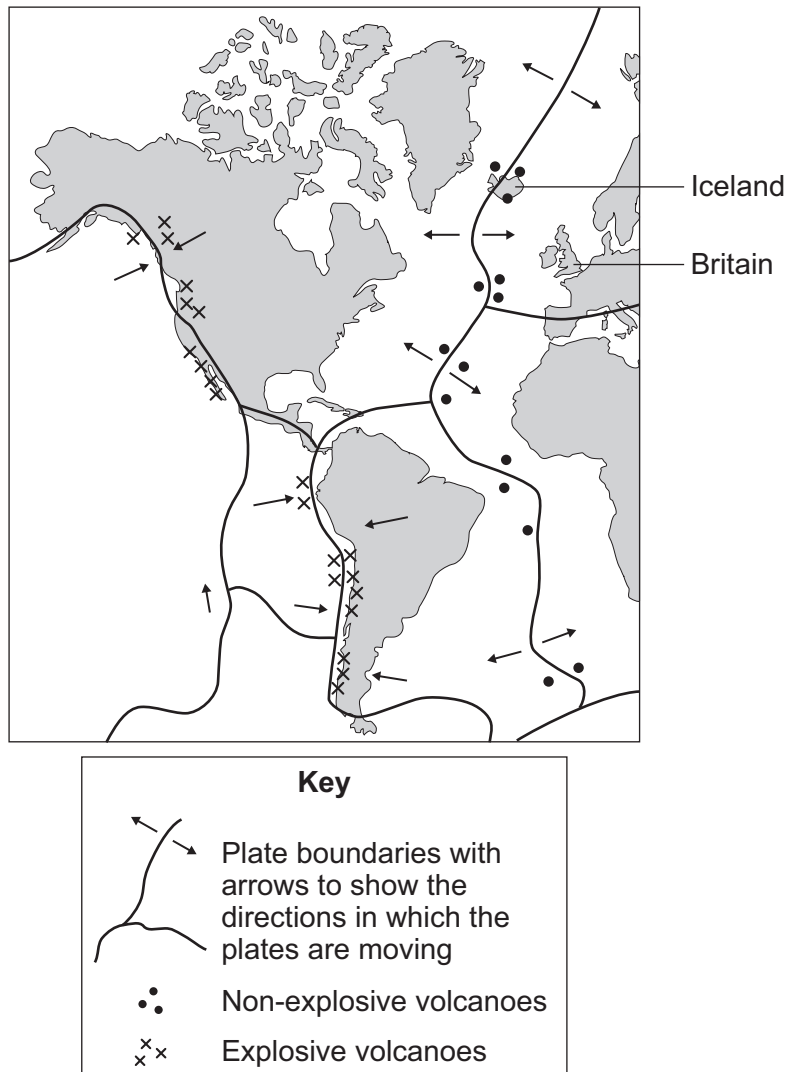 Iceland
Britain
Key
Plate boundaries with
arrows to show the
directions in which the
plates are moving
Non-explosive volcanoes
Explosive volcanoes